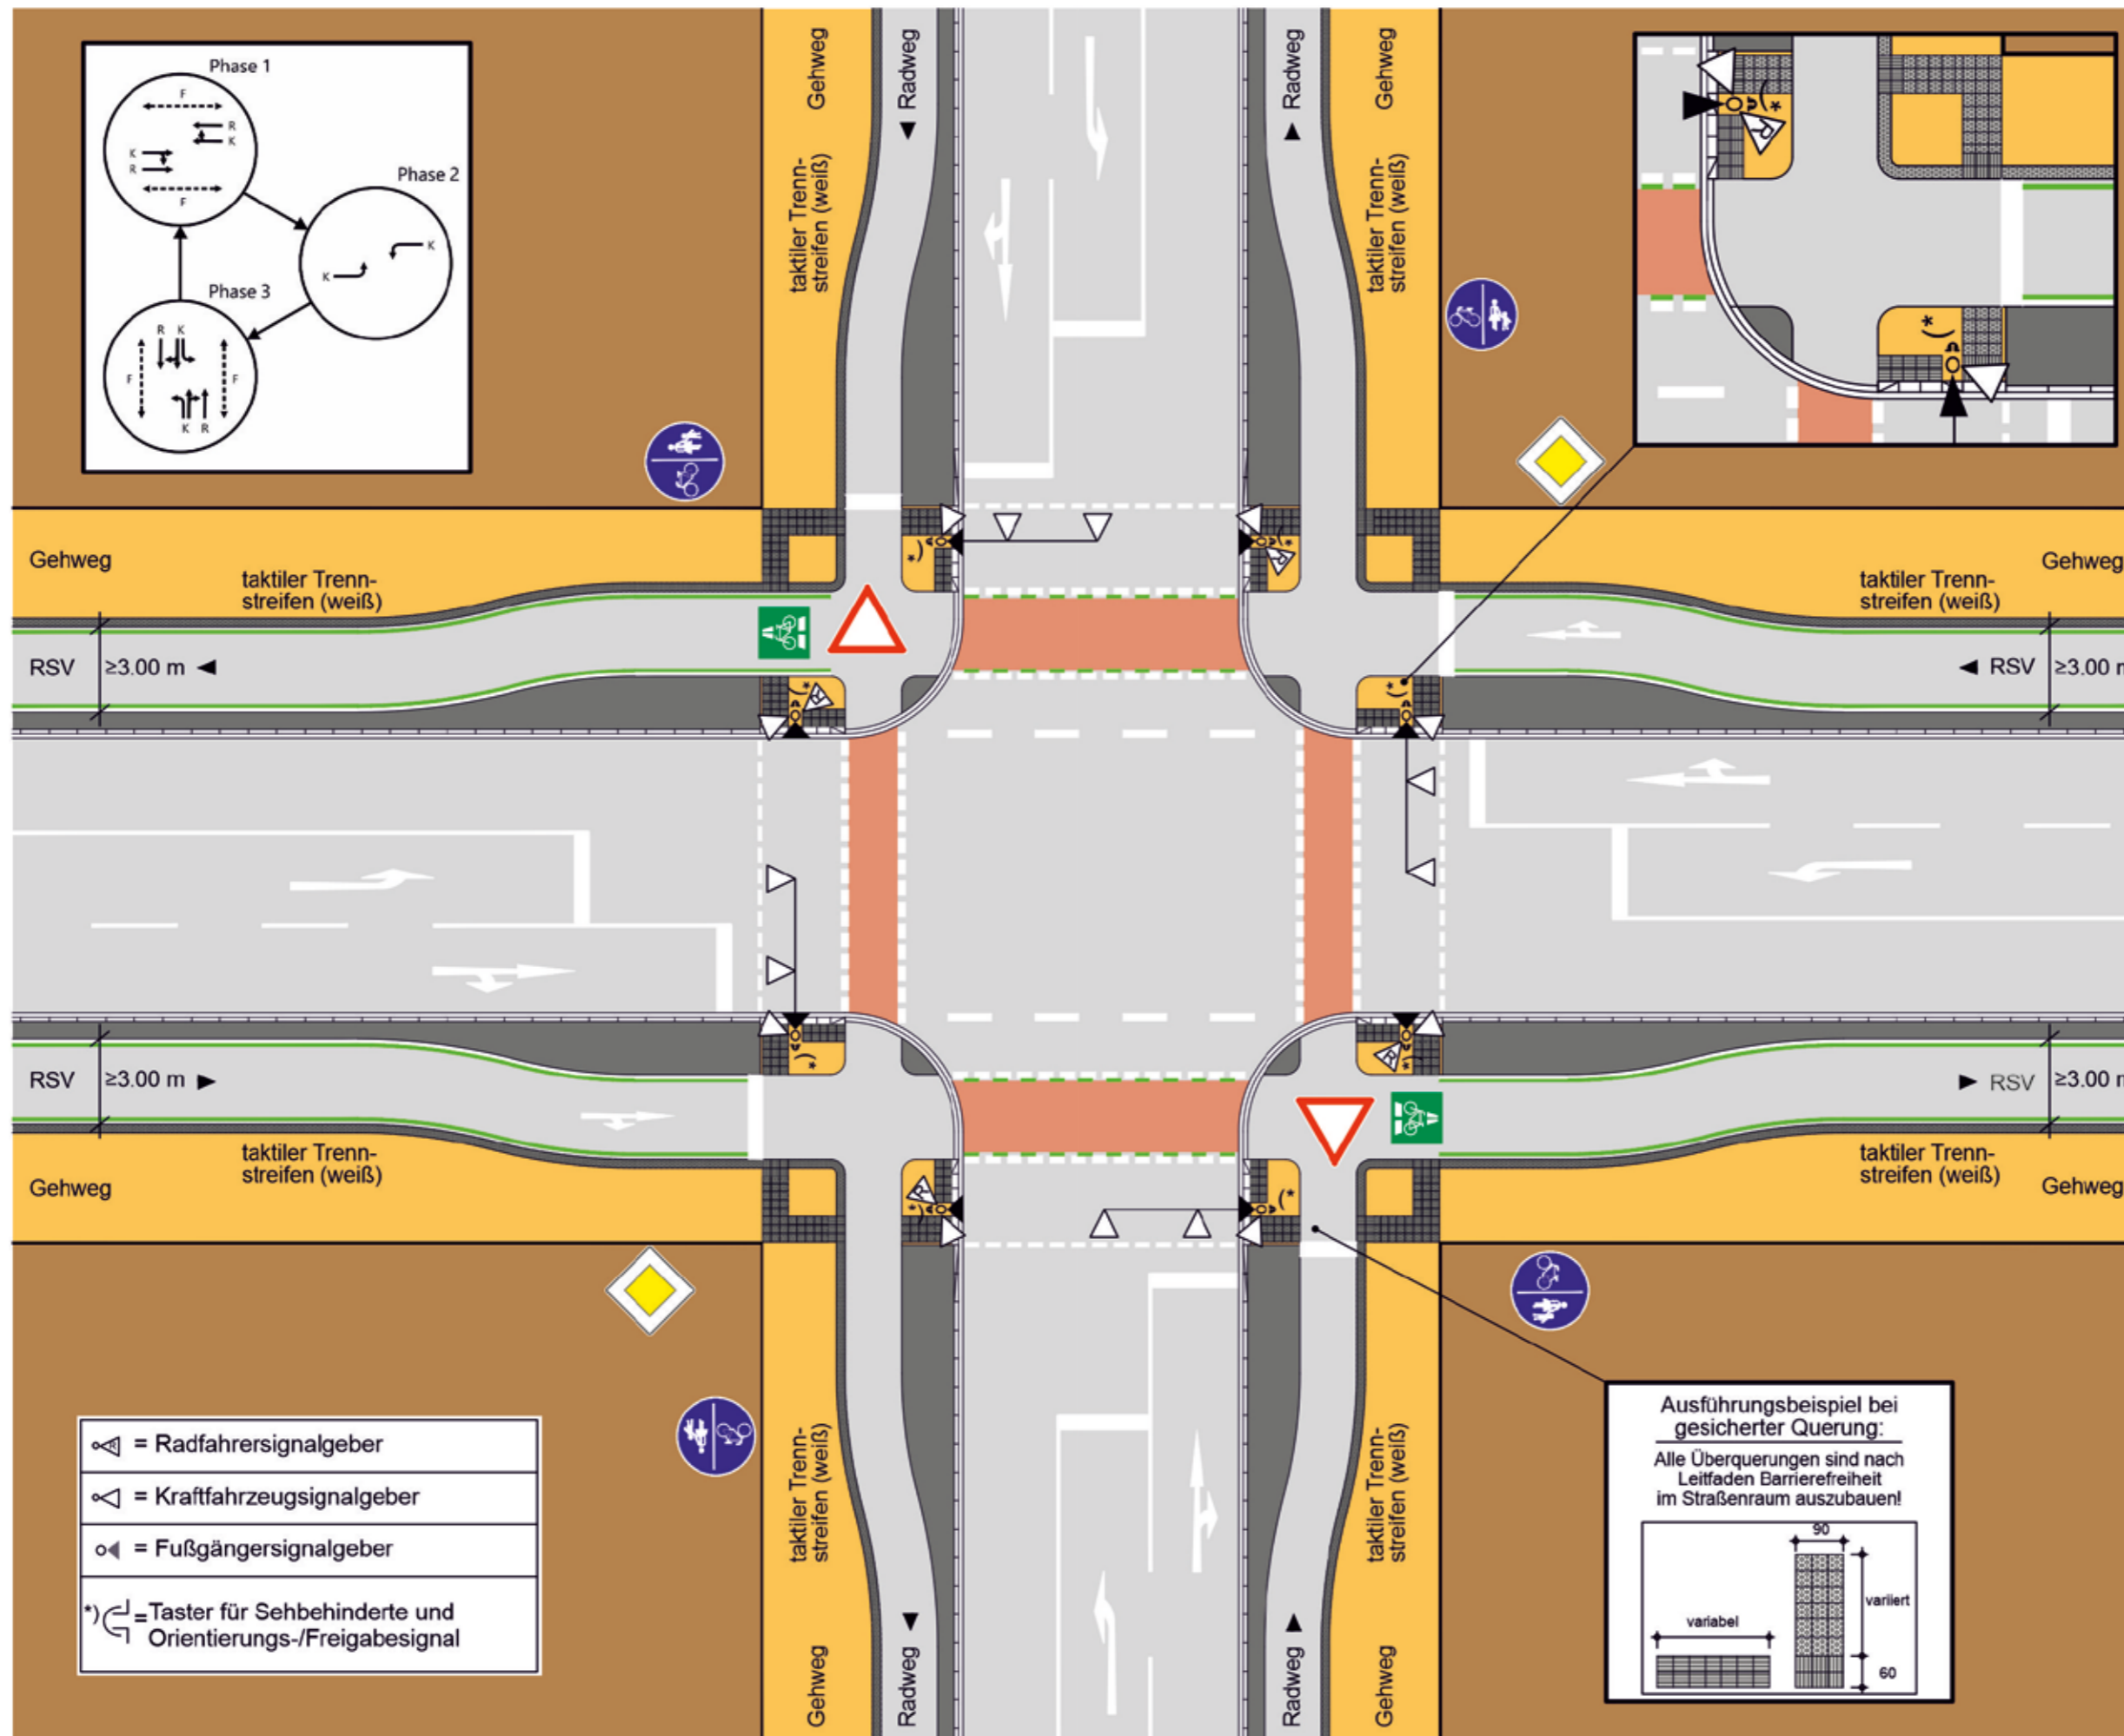 Phase 1
F
R
K
K
R
F
Phase 2
K
K
Phase 3
R K
F
F
K R
Gehweg
Radweg
Radweg
Gehweg
taktiler Trenn-
streifen (weiß)
taktiler Trenn-
streifen (weiß)
*)
R
*)
Gehweg
taktiler Trenn-
streifen (weiß)
taktiler Trenn-
streifen (weiß)
Gehweg
*)
*)
R
RSV
≥3.00 m
RSV
≥3.00 m
*)
R
*)
*)
*)
R
RSV
≥3.00 m
RSV
≥3.00 m
Gehweg
taktiler Trenn-
streifen (weiß)
taktiler Trenn-
streifen (weiß)
Gehweg
R
*)
*)
R = Radfahrersignalgeber
= Kraftfahrzeugsignalgeber
= Fußgängersignalgeber
*) =Taster für Sehbehinderte und
Orientierungs-/Freigabesignal
taktiler Trenn-
streifen (weiß)
taktiler Trenn-
streifen (weiß)
Gehweg
Radweg
Radweg
Gehweg
Ausführungsbeispiel bei
gesicherter Querung:
Alle Überquerungen sind nach
Leitfaden Barrierefreiheit
im Straßenraum auszubauen!
90
variiert
variabel
60